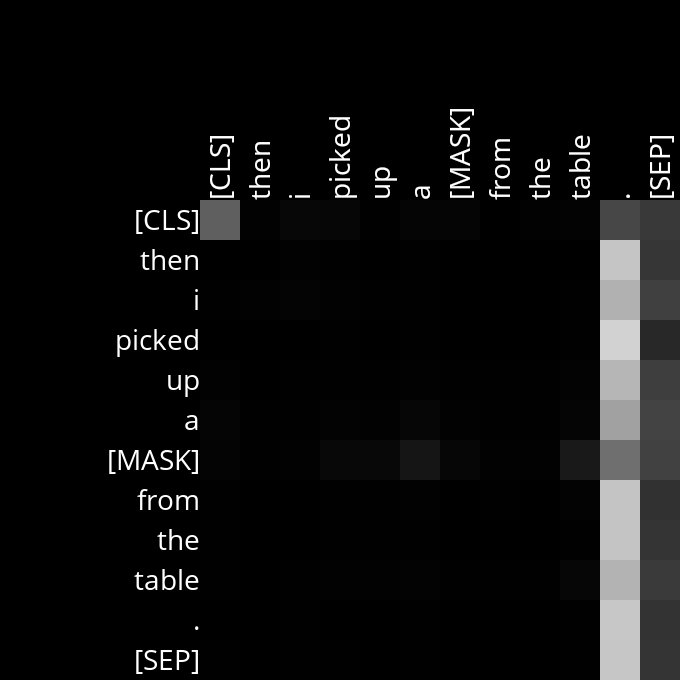 [CLS] then i picked up a [MASK] from the table . [SEP]
[CLS]
then
i
picked
up
a
[MASK]
from
the
table
.
[SEP]